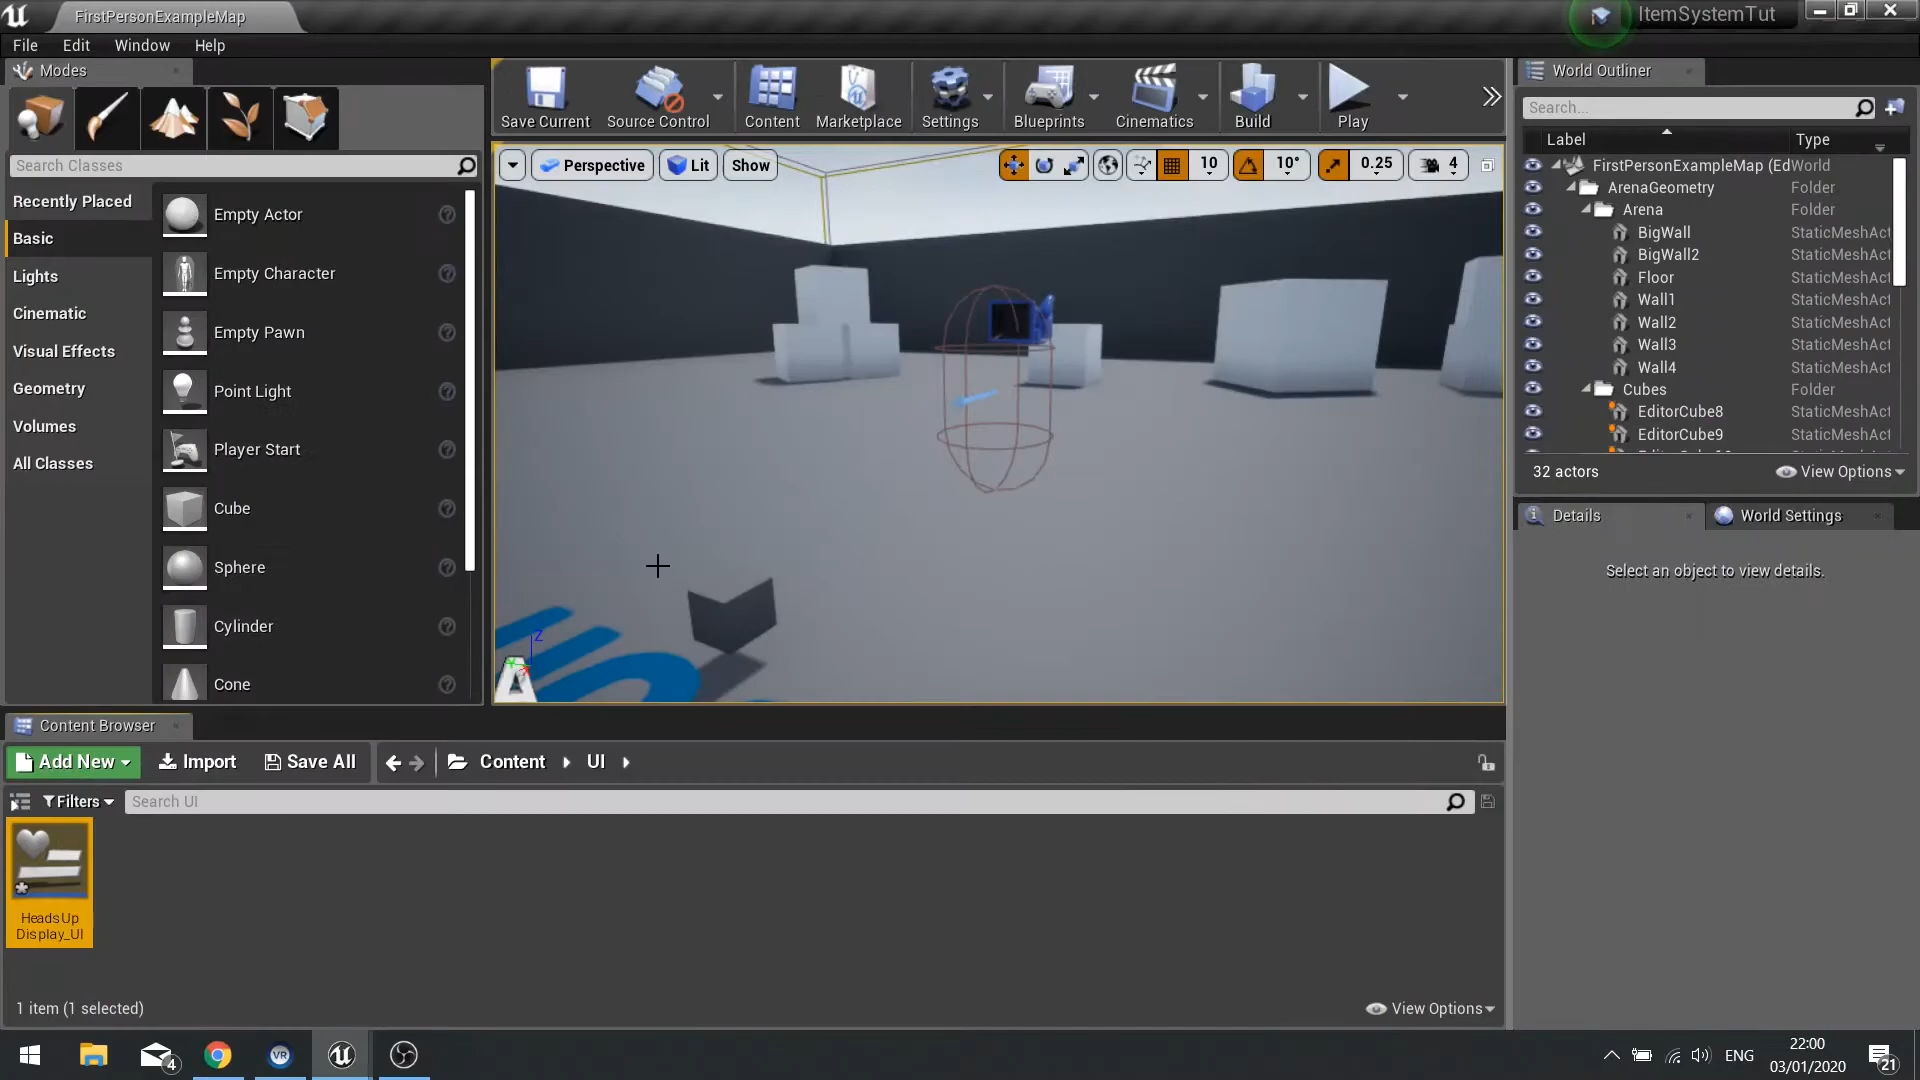 FirstPersonExampleMap
ItemSystemTut
File Edit Window Help
Modes
Search Classes
Recently Placed
Basic
Lights
Cinematic
Visual Effects
Geometry
Volumes
All Classes
Empty Actor
Empty Character
Empty Pawn
Point Light
Player Start
Cube
Sphere
Cylinder
Cone
Save Current
Source Control
Content
Marketplace
Settings
Blueprints
Cinematics
Build
Play
Perspective
Lit
Show
10
10°
0.25
4
Z
World Outliner
Search...
Label Type
FirstPersonExampleMap (Ed World
ArenaGeometry Folder
Arena Folder
BigWall StaticMeshAct
BigWall2 StaticMeshAct
Floor StaticMeshAct
Wall1 StaticMeshAct
Wall2 StaticMeshAct
Wall3 StaticMeshAct
Wall4 StaticMeshAct
Cubes Folder
EditorCube8 StaticMeshAct
EditorCube9 StaticMeshAct
32 actors View Options
Details World Settings
Select an object to view details.
Content Browser
Add New Import Save All Content UI
Filters Search UI
HeadsUp
Display_UI
1 item (1 selected)
View Options
4
VR
ENG
22:00
03/01/2020
21